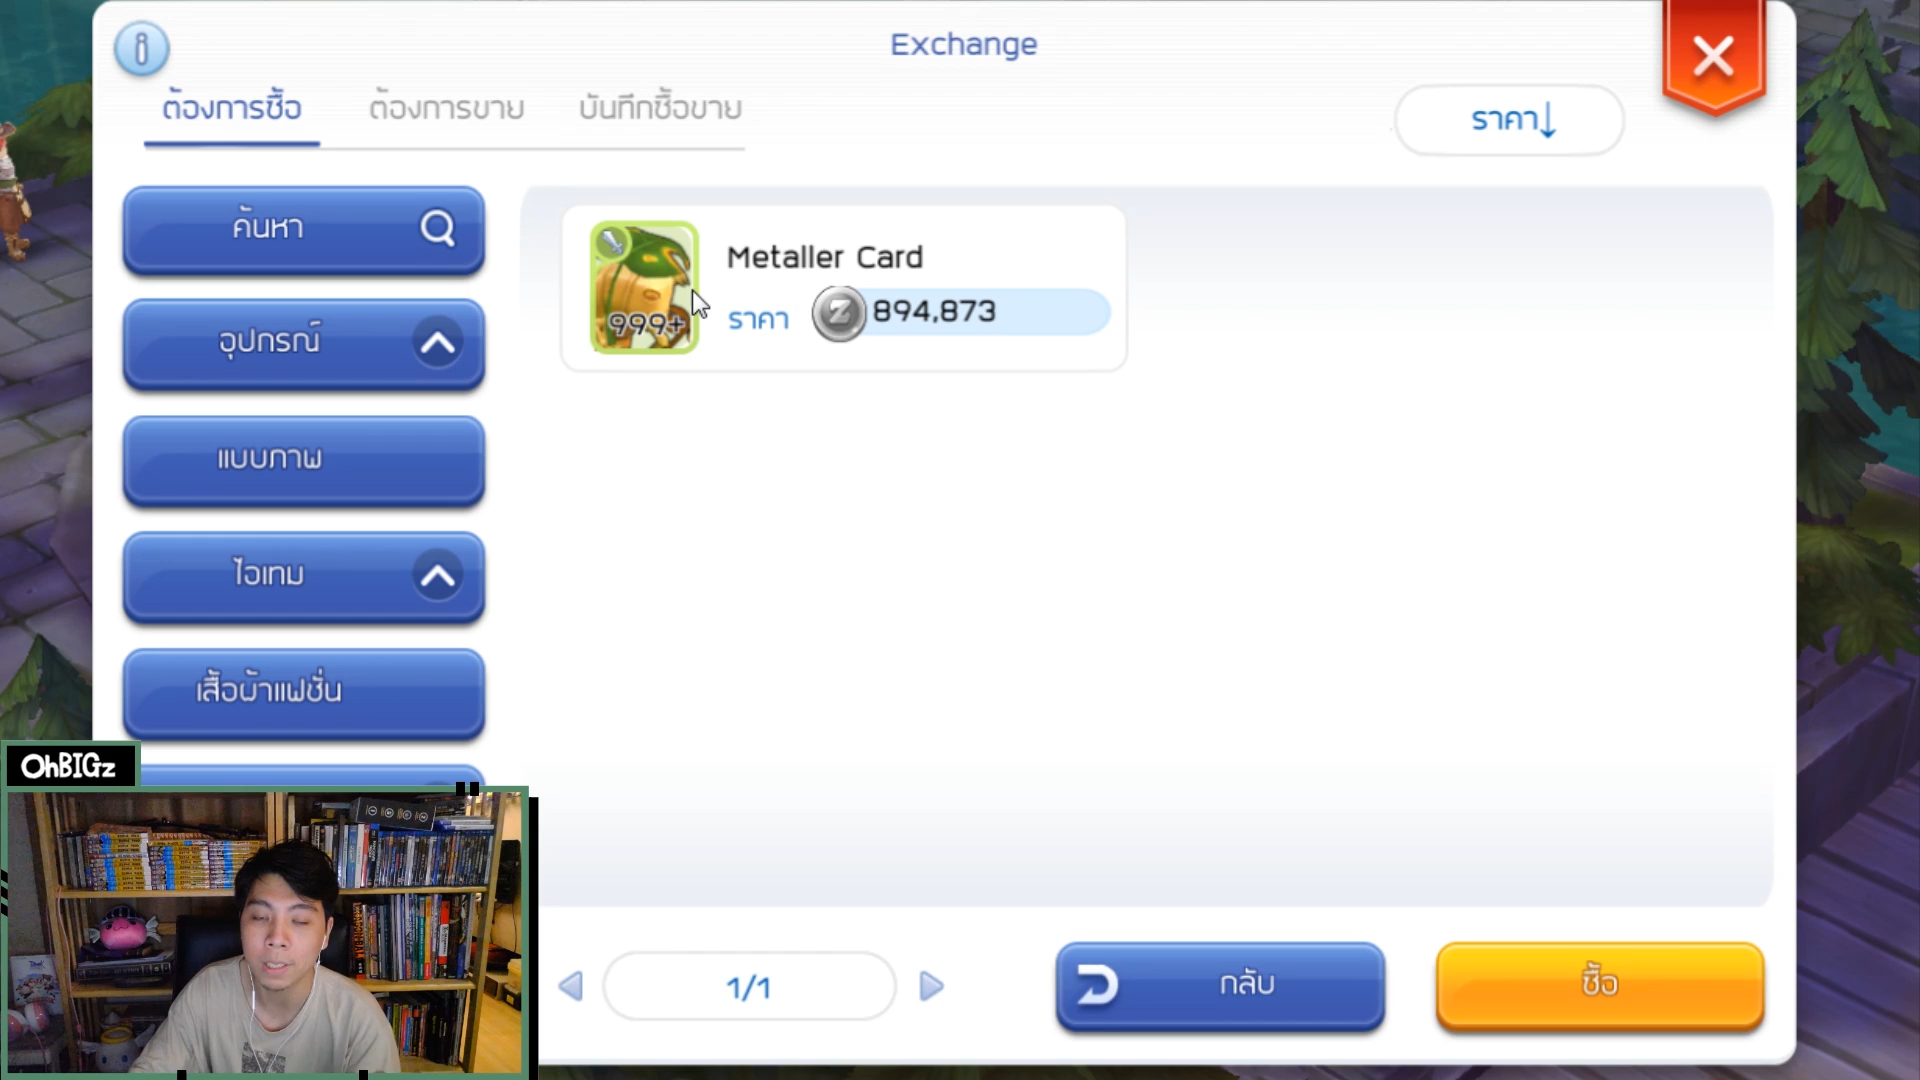 Exchange
ต้องการซื้อ ต้องการขาย บันทึกซื้อขาย
ราคา↓
ค้นหา
อุปกรณ์
แบบภาพ
ไอเทม
เสื้อผ้าแฟชั่น
Metaller Card
999+
ราคา 894,873
OhBIGz
1/1
กลับ
ซื้อ